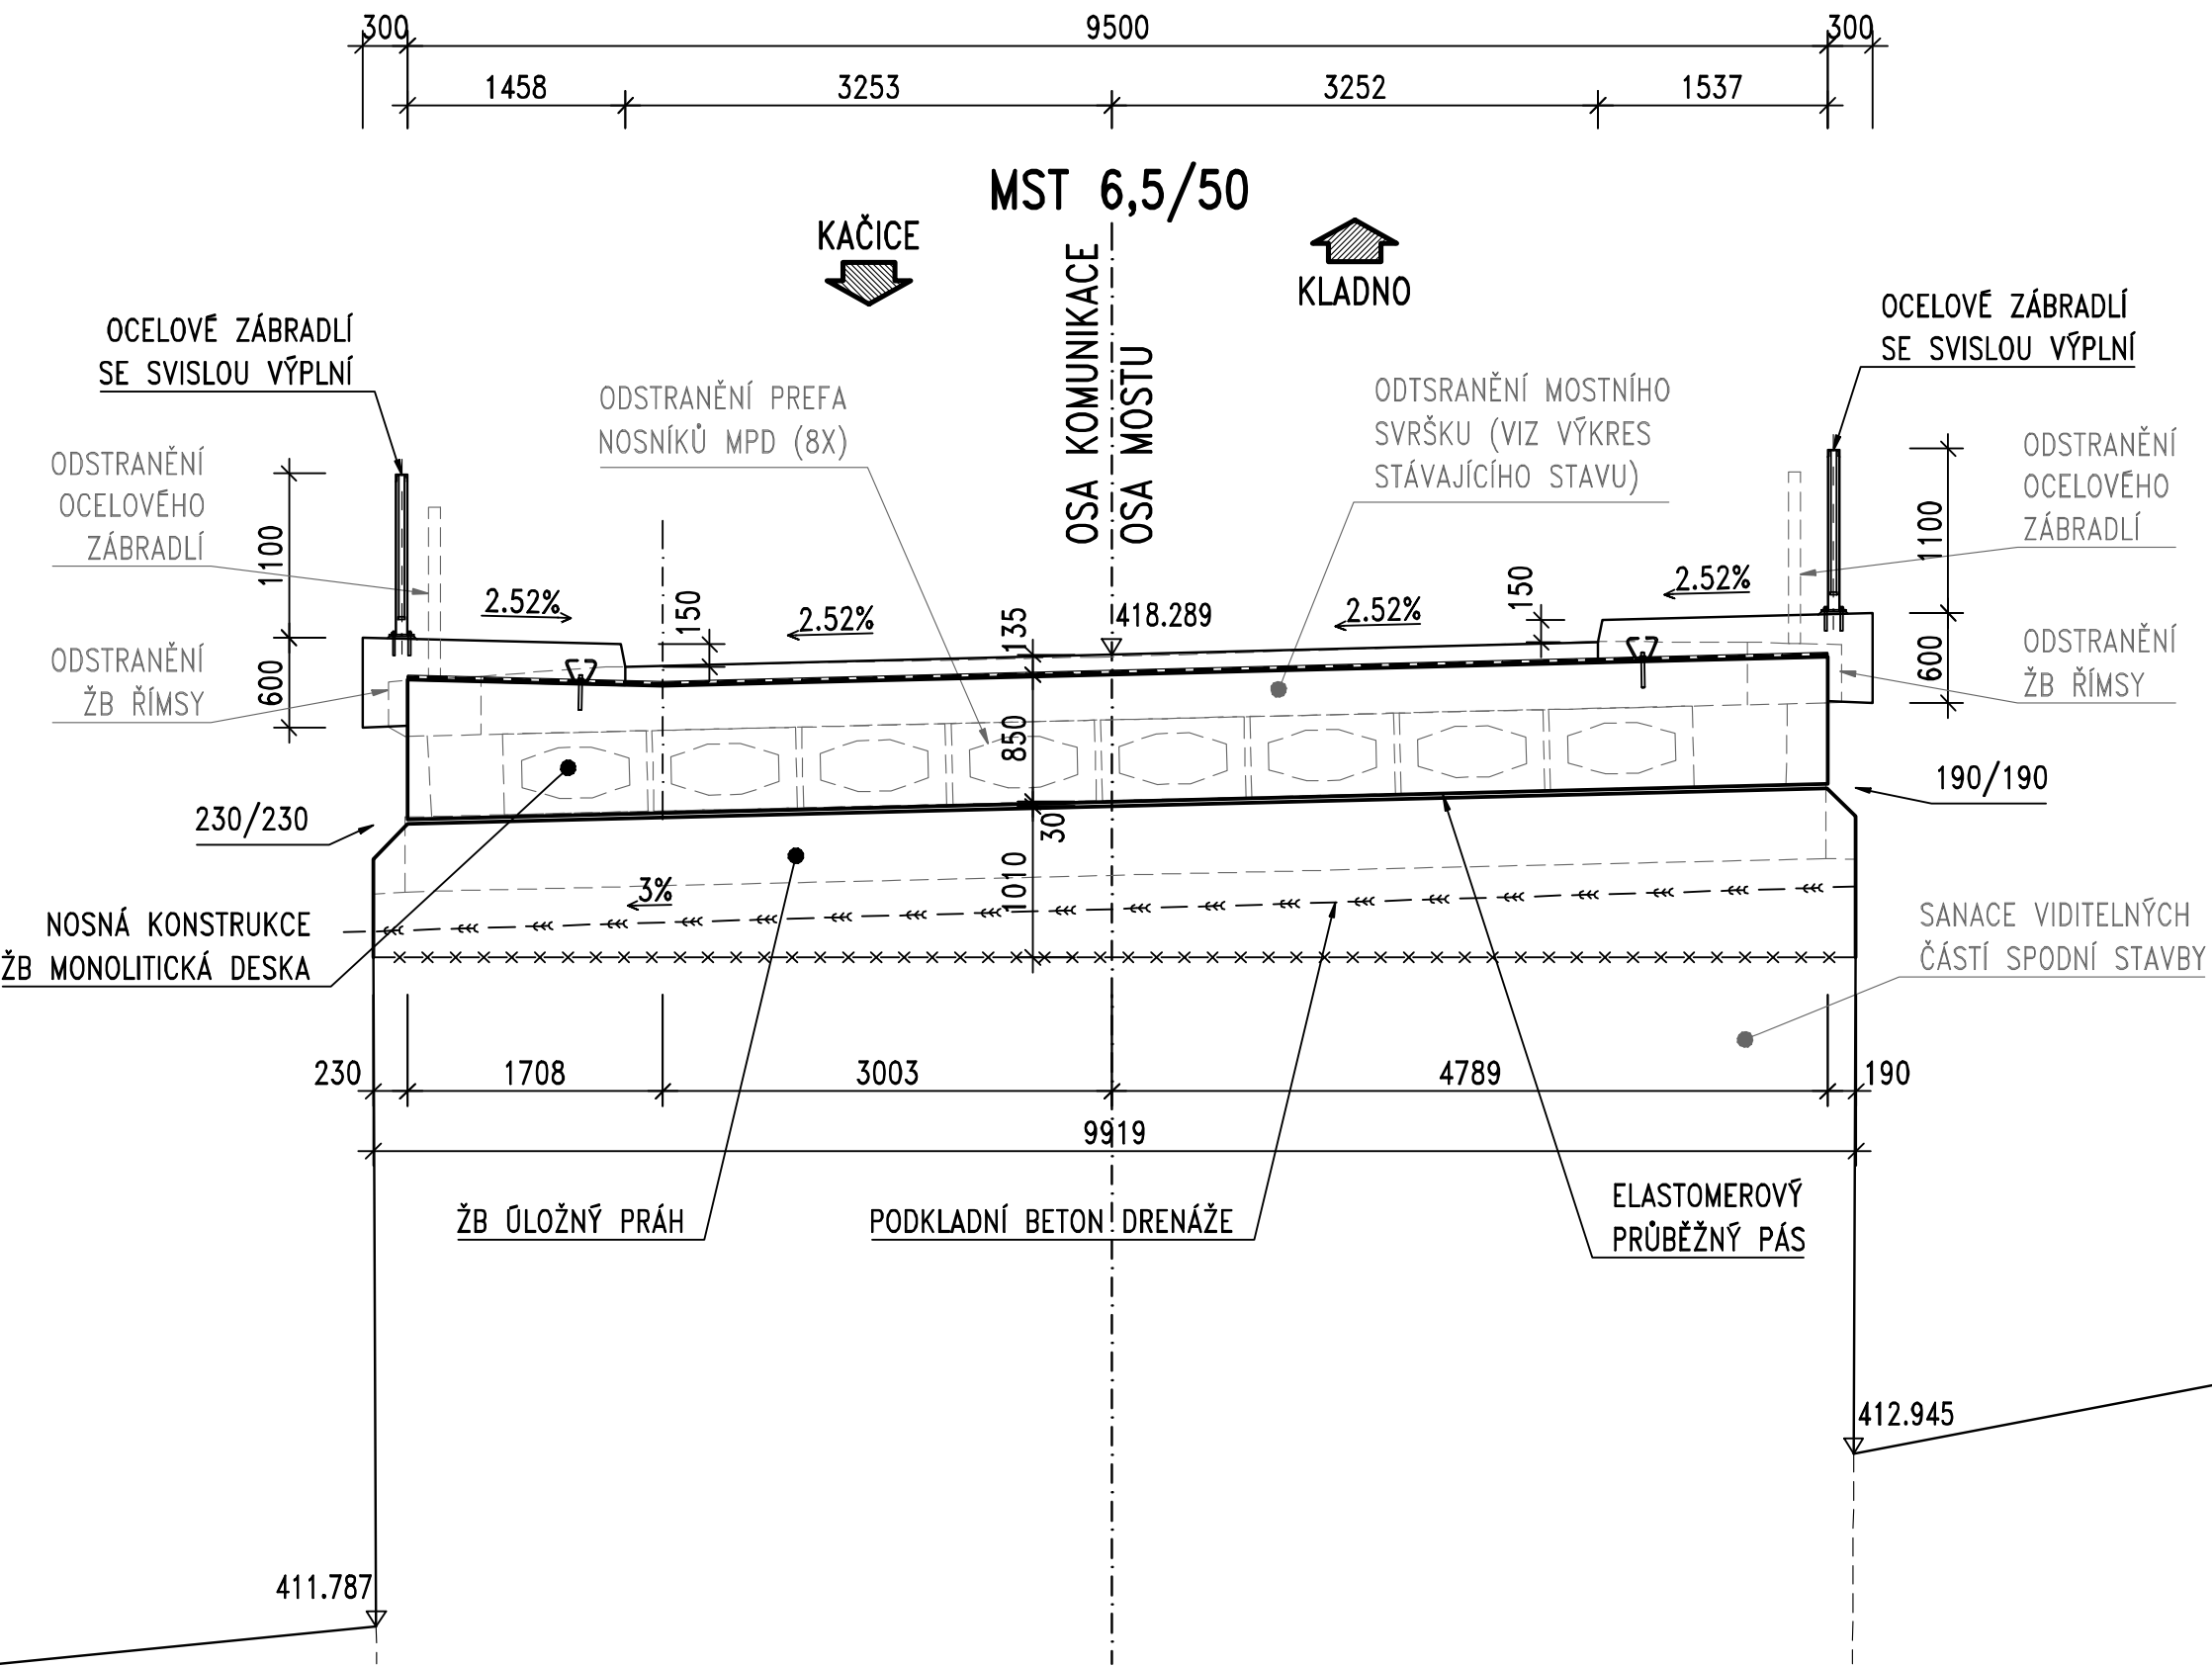 300
9500
300
1458
3253
3252
1537
MST 6,5/50
KAČICE
KLADNO
OSA KOMUNIKACE
OSA MOSTU
OCELOVÉ ZÁBRADLÍ
SE SVISLOU VÝPLNÍ
OCELOVÉ ZÁBRADLÍ
SE SVISLOU VÝPLNÍ
ODSTRANĚNÍ PREFA
NOSNÍKŮ MPD (8X)
ODTSRANĚNÍ MOSTNÍHO
SVRŠKU (VIZ VÝKRES
STÁVAJÍCÍHO STAVU)
ODSTRANĚNÍ
OCELOVÉHO
ZÁBRADLÍ
ODSTRANĚNÍ
OCELOVÉHO
ZÁBRADLÍ
1100
1100
2.52%
150
2.52%
135
418.289
2.52%
150
2.52%
ODSTRANĚNÍ
ŽB ŘÍMSY
600
600
ODSTRANĚNÍ
ŽB ŘÍMSY
850
230/230
190/190
30
1010
3%
NOSNÁ KONSTRUKCE
ŽB MONOLITICKÁ DESKA
SANACE VIDITELNÝCH
ČÁSTÍ SPODNÍ STAVBY
230
1708
3003
4789
190
9919
ŽB ÚLOŽNÝ PRÁH
PODKLADNÍ BETON DRENÁŽE
ELASTOMEROVÝ
PRŮBĚŽNÝ PÁS
412.945
411.787